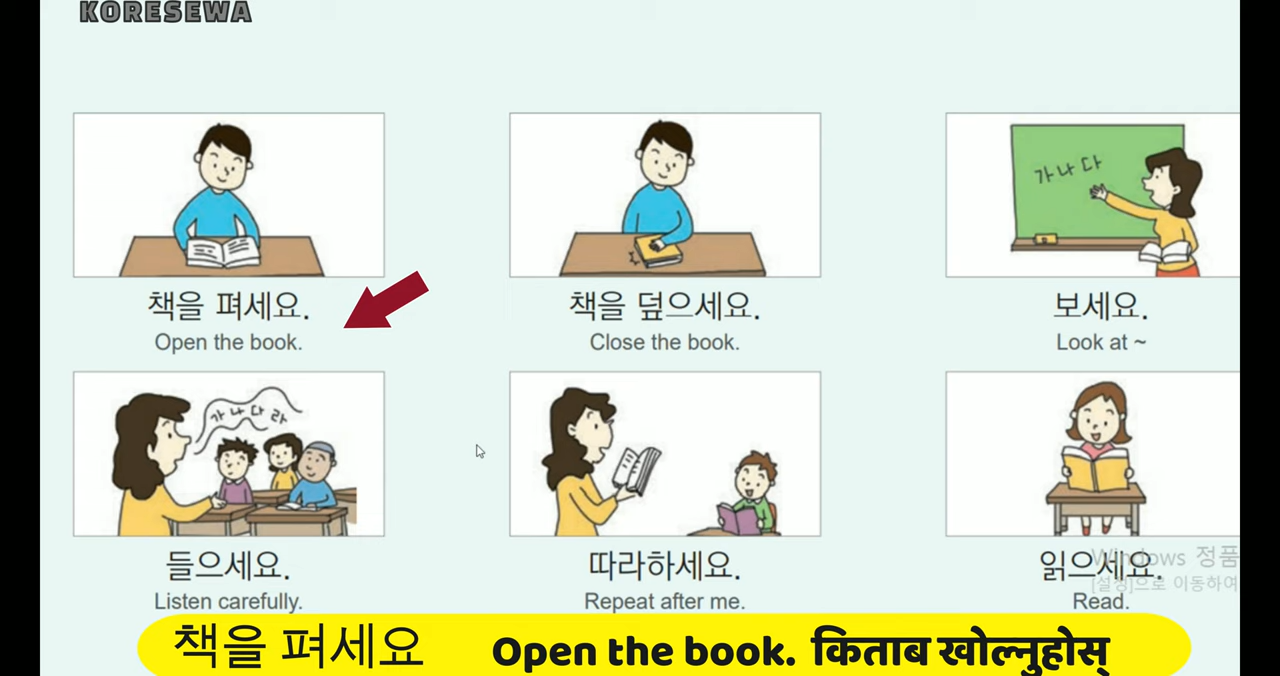 KORESEWA
가 나 다
책을 펴세요.
Open the book.
책을 덮으세요.
Close the book.
보세요.
Look at ~
가 나 다 라
들으세요.
Listen carefully.
따라하세요.
Repeat after me.
읽으세요.
Read.
Windows 정품
[설정]으로 이동하여
책을 펴세요 Open the book. किताब खोल्नुहोस्